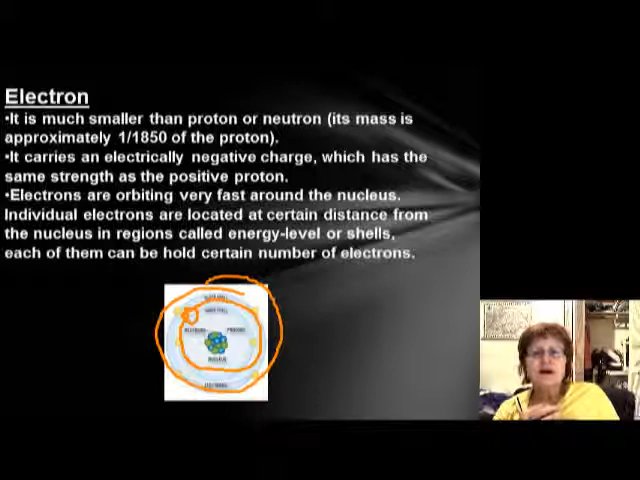 Electron
•It is much smaller than proton or neutron (its mass is
approximately 1/1850 of the proton).
•It carries an electrically negative charge, which has the
same strength as the positive proton.
•Electrons are orbiting very fast around the nucleus.
Individual electrons are located at certain distance from
the nucleus in regions called energy-level or shells,
each of them can be hold certain number of electrons.
NUCLEUS